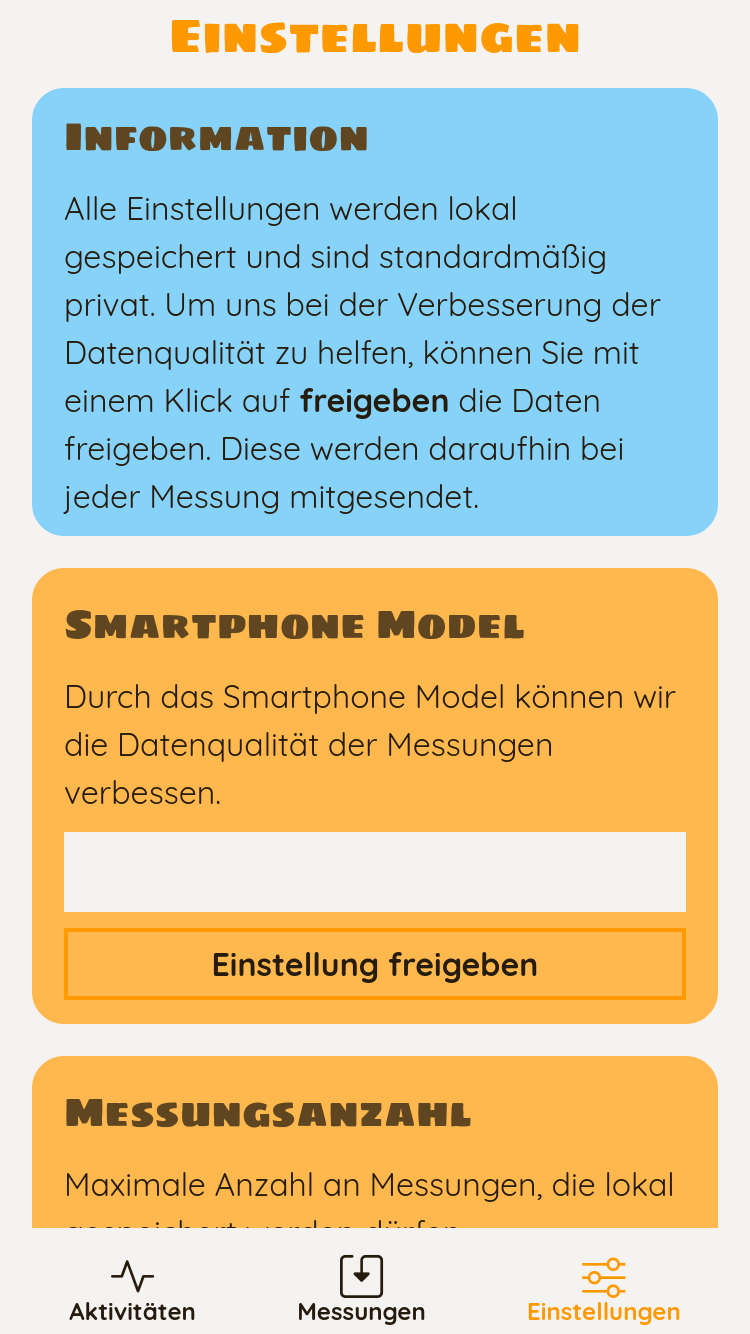 Einstellungen
Information
Alle Einstellungen werden lokal
gespeichert und sind standardmäßig
privat. Um uns bei der Verbesserung der
Datenqualität zu helfen, können Sie mit
einem Klick auf freigeben die Daten
freigeben. Diese werden daraufhin bei
jeder Messung mitgesendet.
Smartphone Model
Durch das Smartphone Model können wir
die Datenqualität der Messungen
verbessen.
Einstellung freigeben
Messungsanzahl
Maximale Anzahl an Messungen, die lokal
gespeichert werden dürfen
Aktivitäten
Messungen
Einstellungen